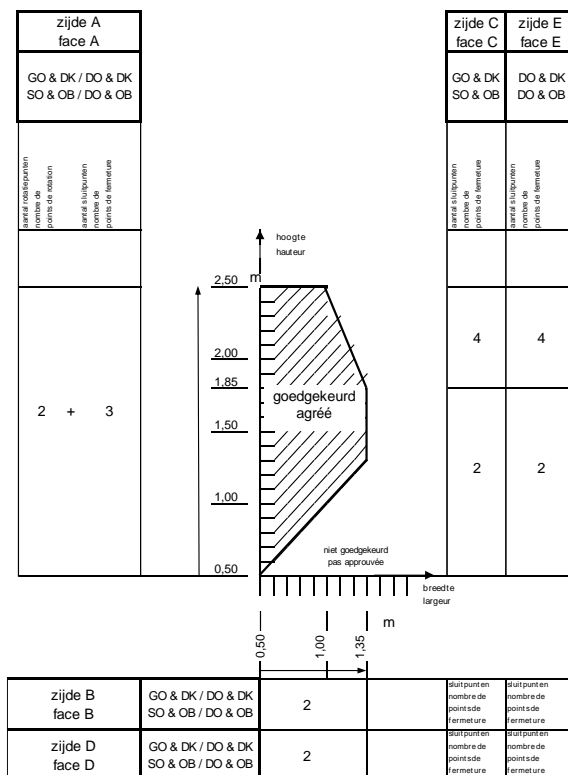 zijde A
face A
GO & DK / DO & DK
SO & OB / DO & OB
aantal rotatiepunten
nombre de
points de rotation
aantal sluitpunten
nombre de
points de fermeture
2 + 3
zijde C
face C
zijde E
face E
GO & DK
SO & OB
DO & DK
DO & OB
aantal sluitpunten
nombre de
points de fermeture
aantal sluitpunten
nombre de
points de fermeture
4
4
2
2
hoogte
hauteur
m
2,50
2,00
1,85
1,50
1,00
0,50
goedgekeurd
agréé
niet goedgekeurd
pas approuvée
breedte
largeur
m
0,50
1,00
1,35
zijde B
face B
GO & DK / DO & DK
SO & OB / DO & OB
2
sluitpunten
nombre de
points de
fermeture
sluitpunten
nombre de
points de
fermeture
zijde D
face D
GO & DK / DO & DK
SO & OB / DO & OB
2
sluitpunten
nombre de
points de
fermeture
sluitpunten
nombre de
points de
fermeture